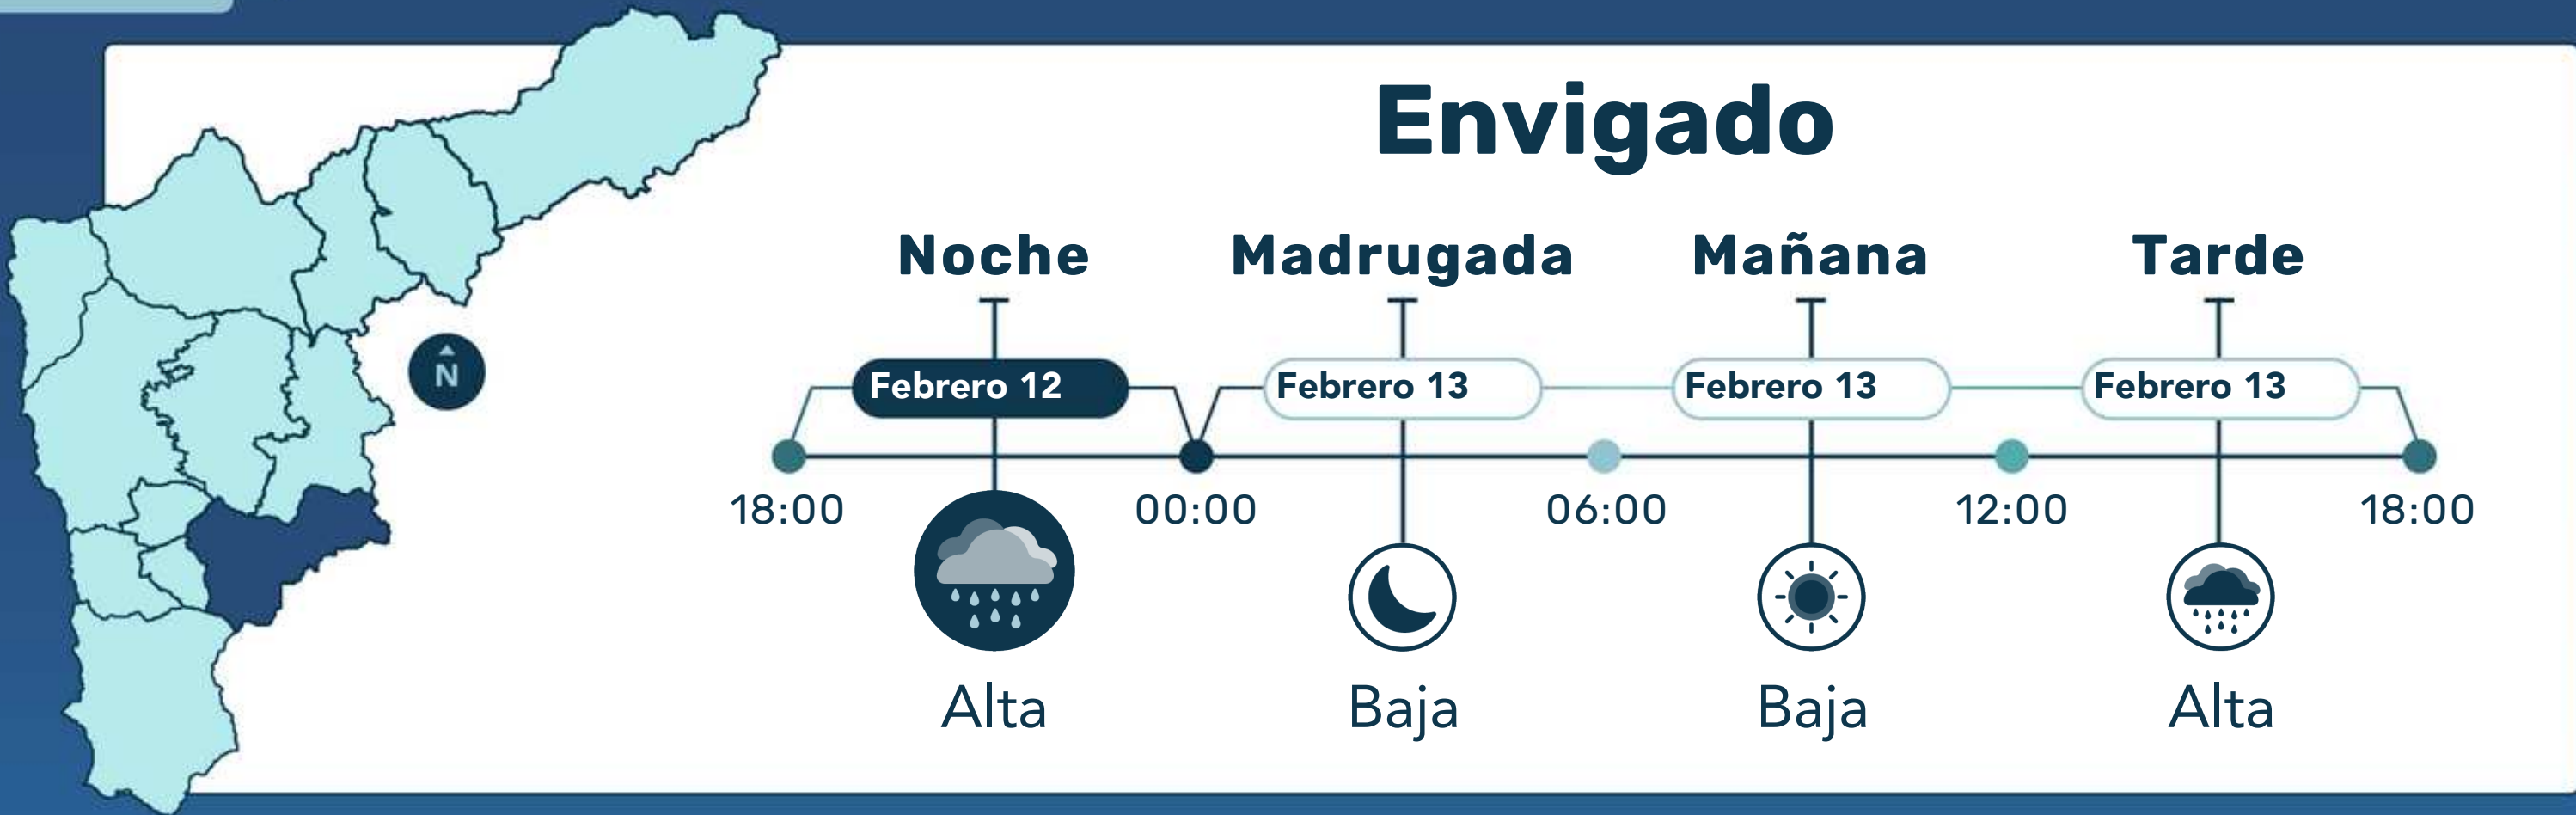 Envigado
Noche Madrugada Mañana Tarde
Febrero 12 Febrero 13 Febrero 13 Febrero 13
N
18:00 00:00 06:00 12:00 18:00
Alta Baja Baja Alta